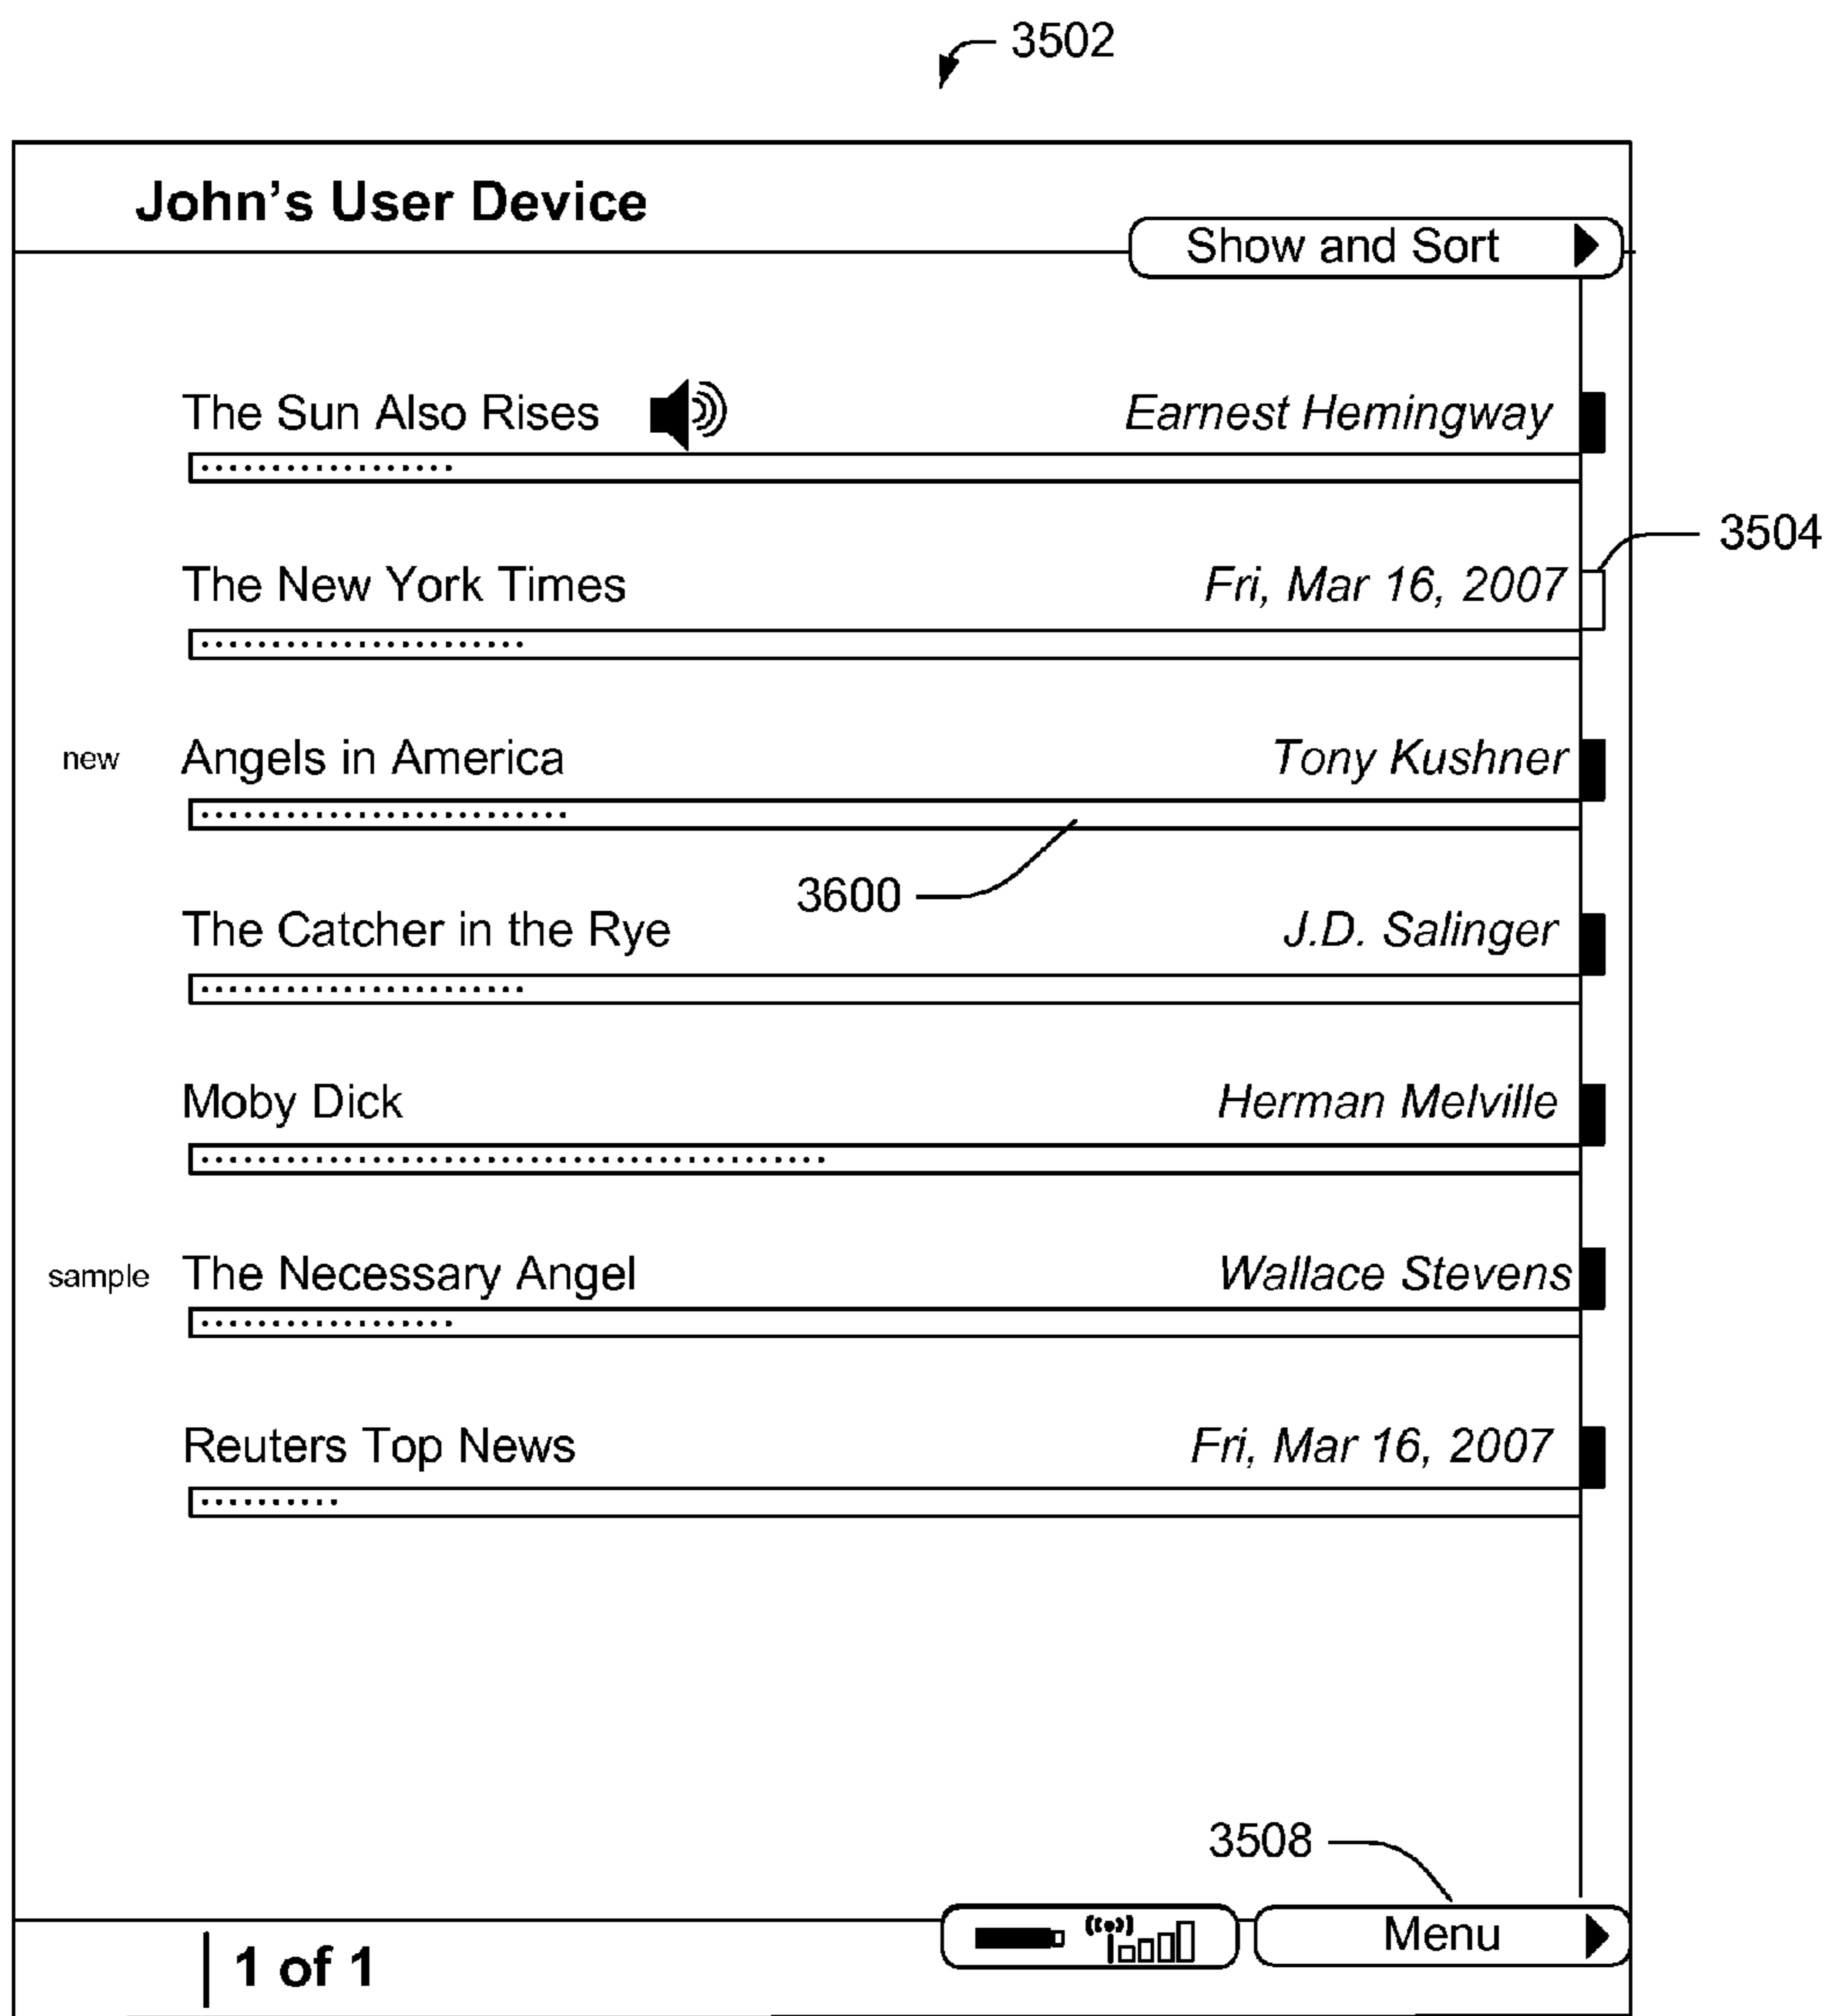 3502
John's User Device
Show and Sort
The Sun Also Rises Earnest Hemingway
3504
The New York Times Fri, Mar 16, 2007
new Angels in America Tony Kushner
3600
The Catcher in the Rye J.D. Salinger
Moby Dick Herman Melville
sample The Necessary Angel Wallace Stevens
Reuters Top News Fri, Mar 16, 2007
3508
1 of 1 Menu